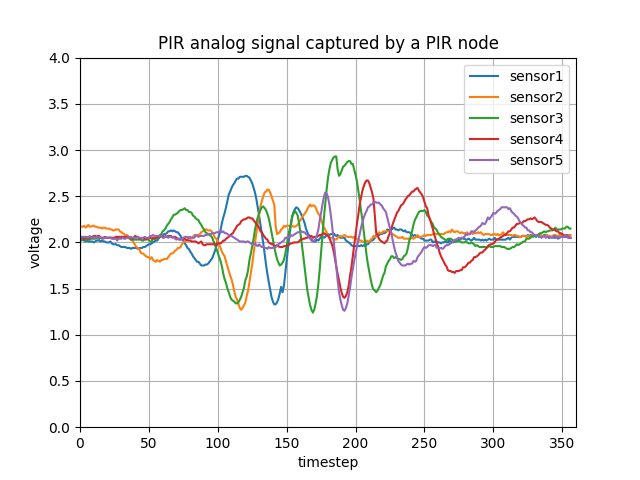 PIR analog signal captured by a PIR node
4.0
3.5
3.0
2.5
2.0
1.5
1.0
0.5
0.0
voltage
sensor1
sensor2
sensor3
sensor4
sensor5
0 50 100 150 200 250 300 350
timestep